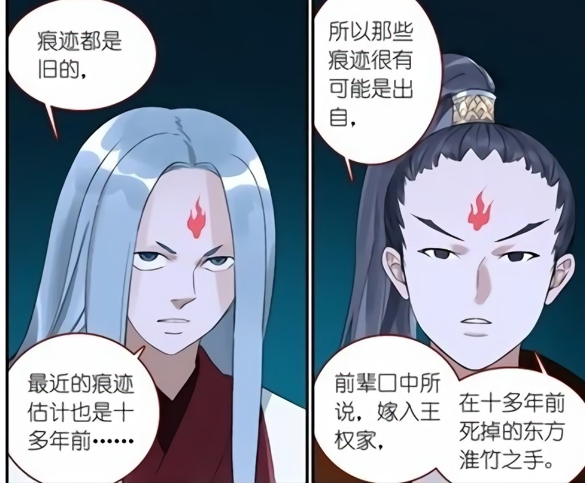 痕迹都是
旧的，
最近的痕迹
估计也是十
多年前……
所以那些
痕迹很有
可能是出
自，
前辈口中所
说，嫁入王
权家，
在十多年前
死掉的东方
淮竹之手。